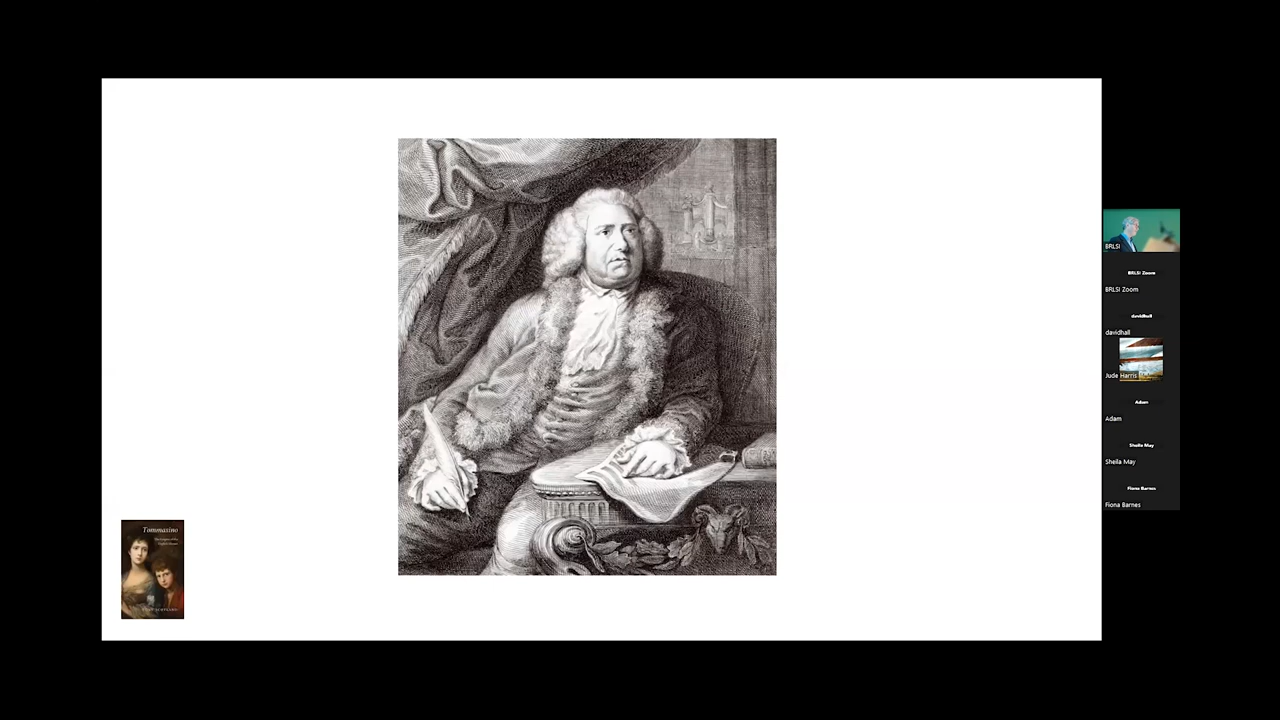 Tommasino
BRLSI
BRLSI Zoom
BRLSI Zoom
davidhall
davidhall
Jude Harris
Adam
Adam
Sheila May
Sheila May
Fiona Barnes
Fiona Barnes